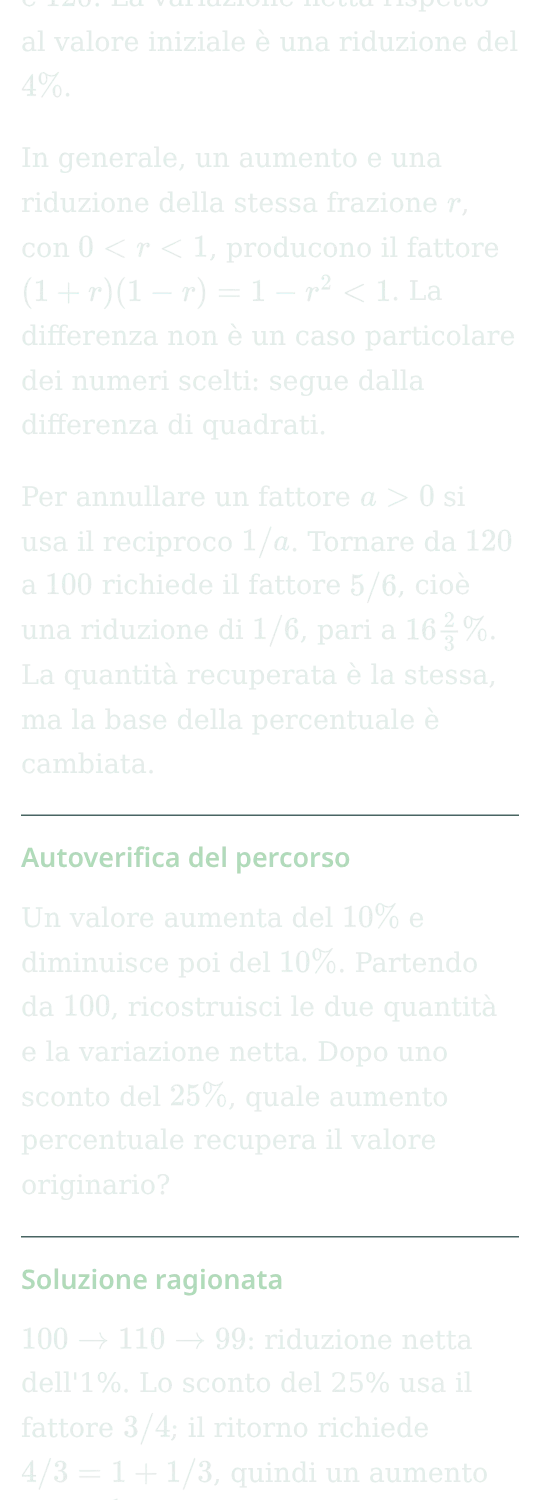 e 120. La variazione netta rispetto
al valore iniziale è una riduzione del
4%.
In generale, un aumento e una
riduzione della stessa frazione r,
con 0 < r < 1, producono il fattore
(1 + r)(1 − r) = 1 − r² < 1. La
differenza non è un caso particolare
dei numeri scelti: segue dalla
differenza di quadrati.
Per annullare un fattore a > 0 si
usa il reciproco 1/a. Tornare da 120
a 100 richiede il fattore 5/6, cioè
una riduzione di 1/6, pari a 16 2/3 %.
La quantità recuperata è la stessa,
ma la base della percentuale è
cambiata.
Autoverifica del percorso
Un valore aumenta del 10% e
diminuisce poi del 10%. Partendo
da 100, ricostruisci le due quantità
e la variazione netta. Dopo uno
sconto del 25%, quale aumento
percentuale recupera il valore
originario?
Soluzione ragionata
100 → 110 → 99: riduzione netta
dell'1%. Lo sconto del 25% usa il
fattore 3/4; il ritorno richiede
4/3 = 1 + 1/3, quindi un aumento